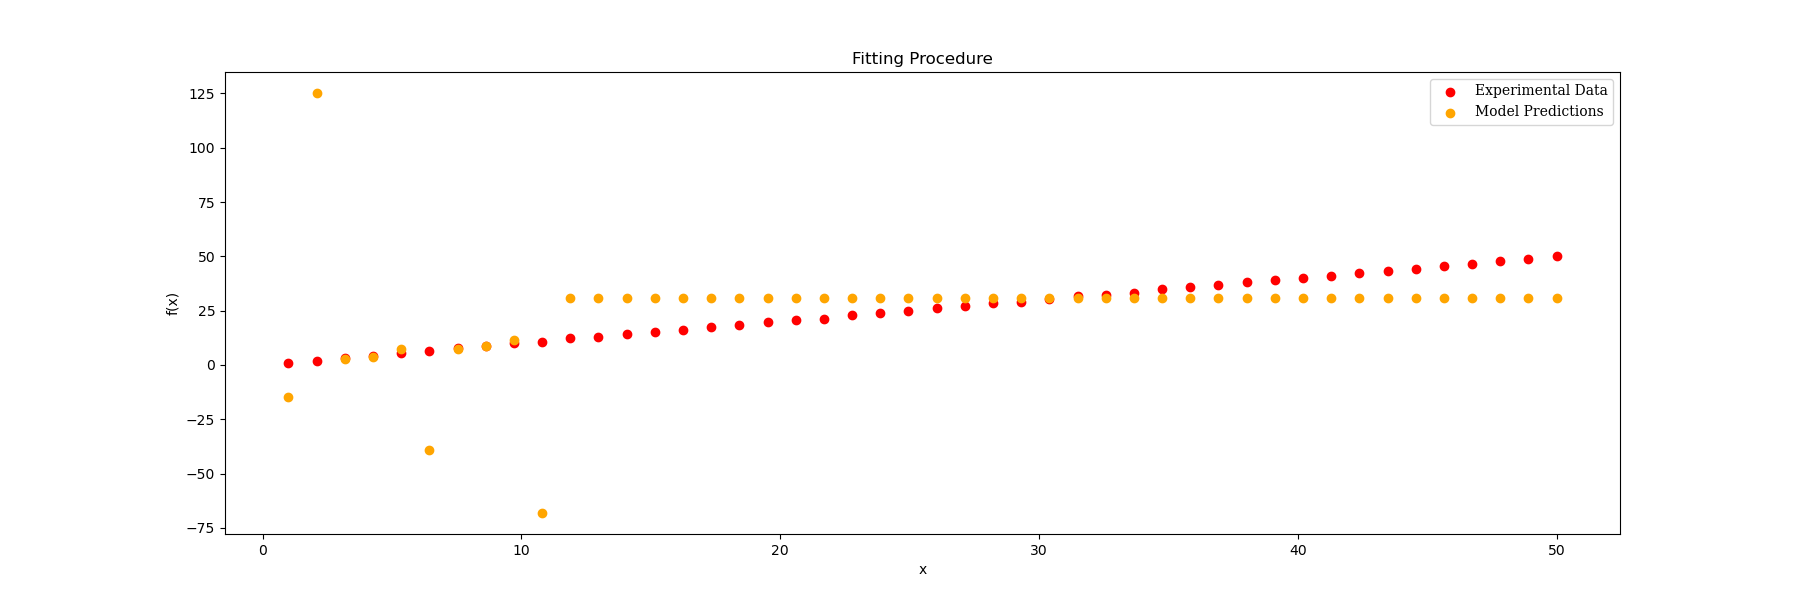 Fitting Procedure
Experimental Data
Model Predictions
125
100
75
50
25
0
−25
−50
−75
f(x)
0 10 20 30 40 50
x